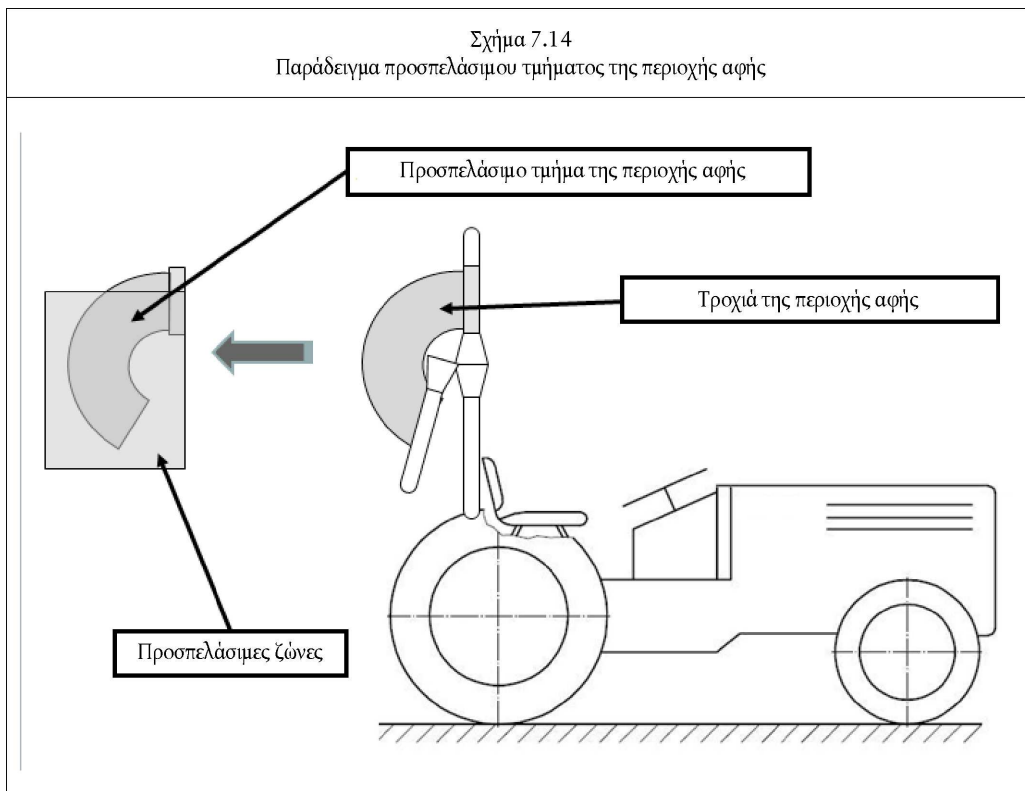 Σχήμα 7.14
Παράδειγμα προσπελάσιμου τμήματος της περιοχής αφής
Προσπελάσιμο τμήμα της περιοχής αφής
Τροχιά της περιοχής αφής
Προσπελάσιμες ζώνες